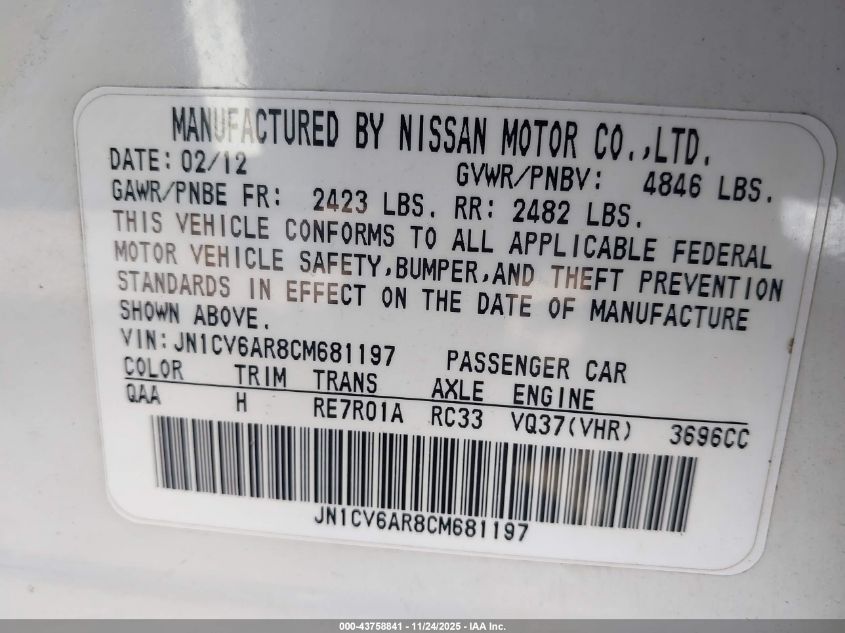 MANUFACTURED BY NISSAN MOTOR CO.,LTD.
DATE: 02/12 GVWR/PNBV: 4846 LBS.
GAWR/PNBE FR: 2423 LBS. RR: 2482 LBS.
THIS VEHICLE CONFORMS TO ALL APPLICABLE FEDERAL
MOTOR VEHICLE SAFETY,BUMPER,AND THEFT PREVENTION
STANDARDS IN EFFECT ON THE DATE OF MANUFACTURE
SHOWN ABOVE.
VIN:JN1CV6AR8CM681197 PASSENGER CAR
COLOR TRIM TRANS AXLE ENGINE
QAA H RE7R01A RC33 VQ37(VHR) 3696CC
JN1CV6AR8CM681197
000-43758841 - 11/24/2025 - IAA Inc.